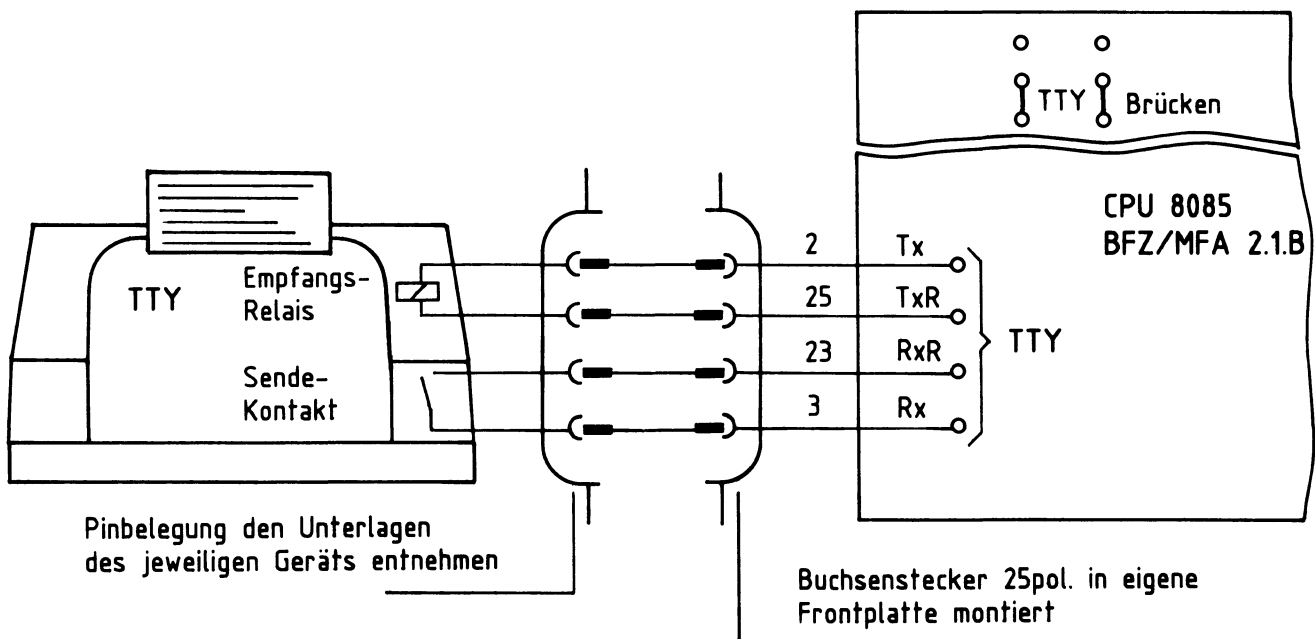 TTY Brücken
CPU 8085
BFZ/MFA 2.1.B
TTY
Empfangs-
Relais
Sende-
Kontakt
2 Tx
25 TxR
23 RxR
3 Rx
TTY
Pinbelegung den Unterlagen
des jeweiligen Geräts entnehmen
Buchsenstecker 25pol. in eigene
Frontplatte montiert